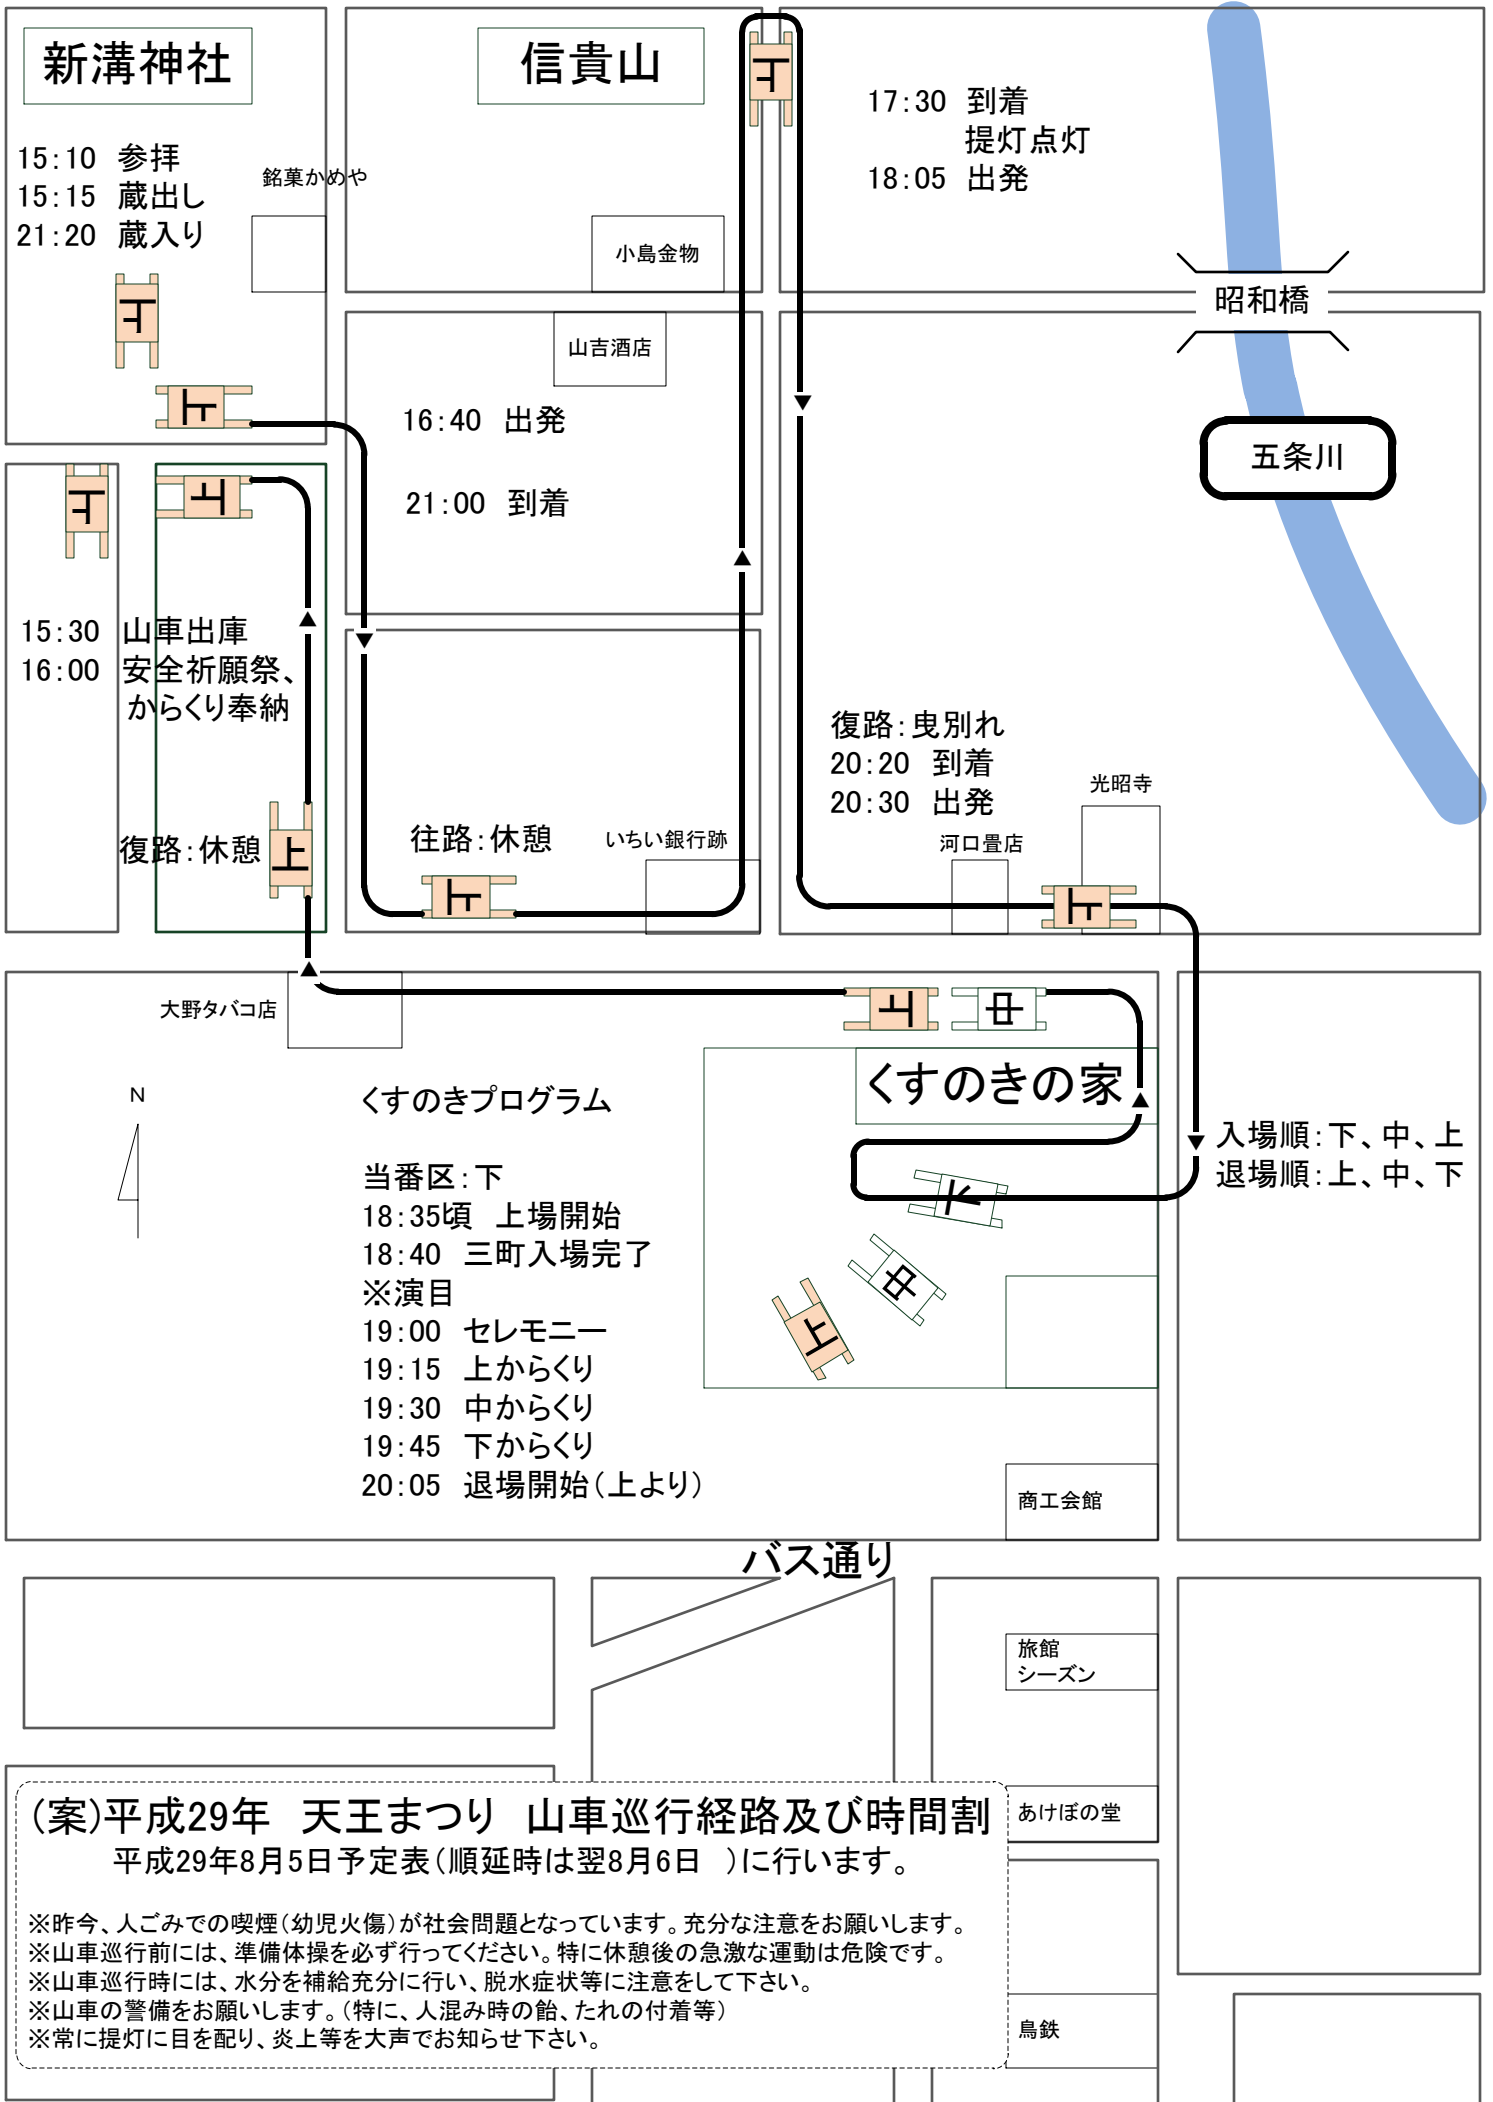 新溝神社
15:10 参拝
15:15 蔵出し
21:20 蔵入り
銘菓かめや
上
上
信貴山
小島金物
上
17:30 到着
提灯点灯
18:05 出発
昭和橋
五条川
山吉酒店
16:40 出発
21:00 到着
上
上
15:30 山車出庫
16:00 安全祈願祭、
からくり奉納
復路:休憩
上
往路:休憩
いちい銀行跡
上
復路:曳別れ
20:20 到着
20:30 出発
光昭寺
河口畳店
上
大野タバコ店
上
中
くすのきの家
N
くすのきプログラム
当番区:下
18:35頃 上場開始
18:40 三町入場完了
※演目
19:00 セレモニー
19:15 上からくり
19:30 中からくり
19:45 下からくり
20:05 退場開始(上より)
下
中
上
入場順:下、中、上
退場順:上、中、下
商工会館
バス通り
旅館
シーズン
あけぼの堂
鳥鉄
(案)平成29年 天王まつり 山車巡行経路及び時間割
平成29年8月5日予定表(順延時は翌8月6日 )に行います。
※昨今、人ごみでの喫煙(幼児火傷)が社会問題となっています。充分な注意をお願いします。
※山車巡行前には、準備体操を必ず行ってください。特に休憩後の急激な運動は危険です。
※山車巡行時には、水分を補給充分に行い、脱水症状等に注意をして下さい。
※山車の警備をお願いします。(特に、人混み時の飴、たれの付着等)
※常に提灯に目を配り、炎上等を大声でお知らせ下さい。